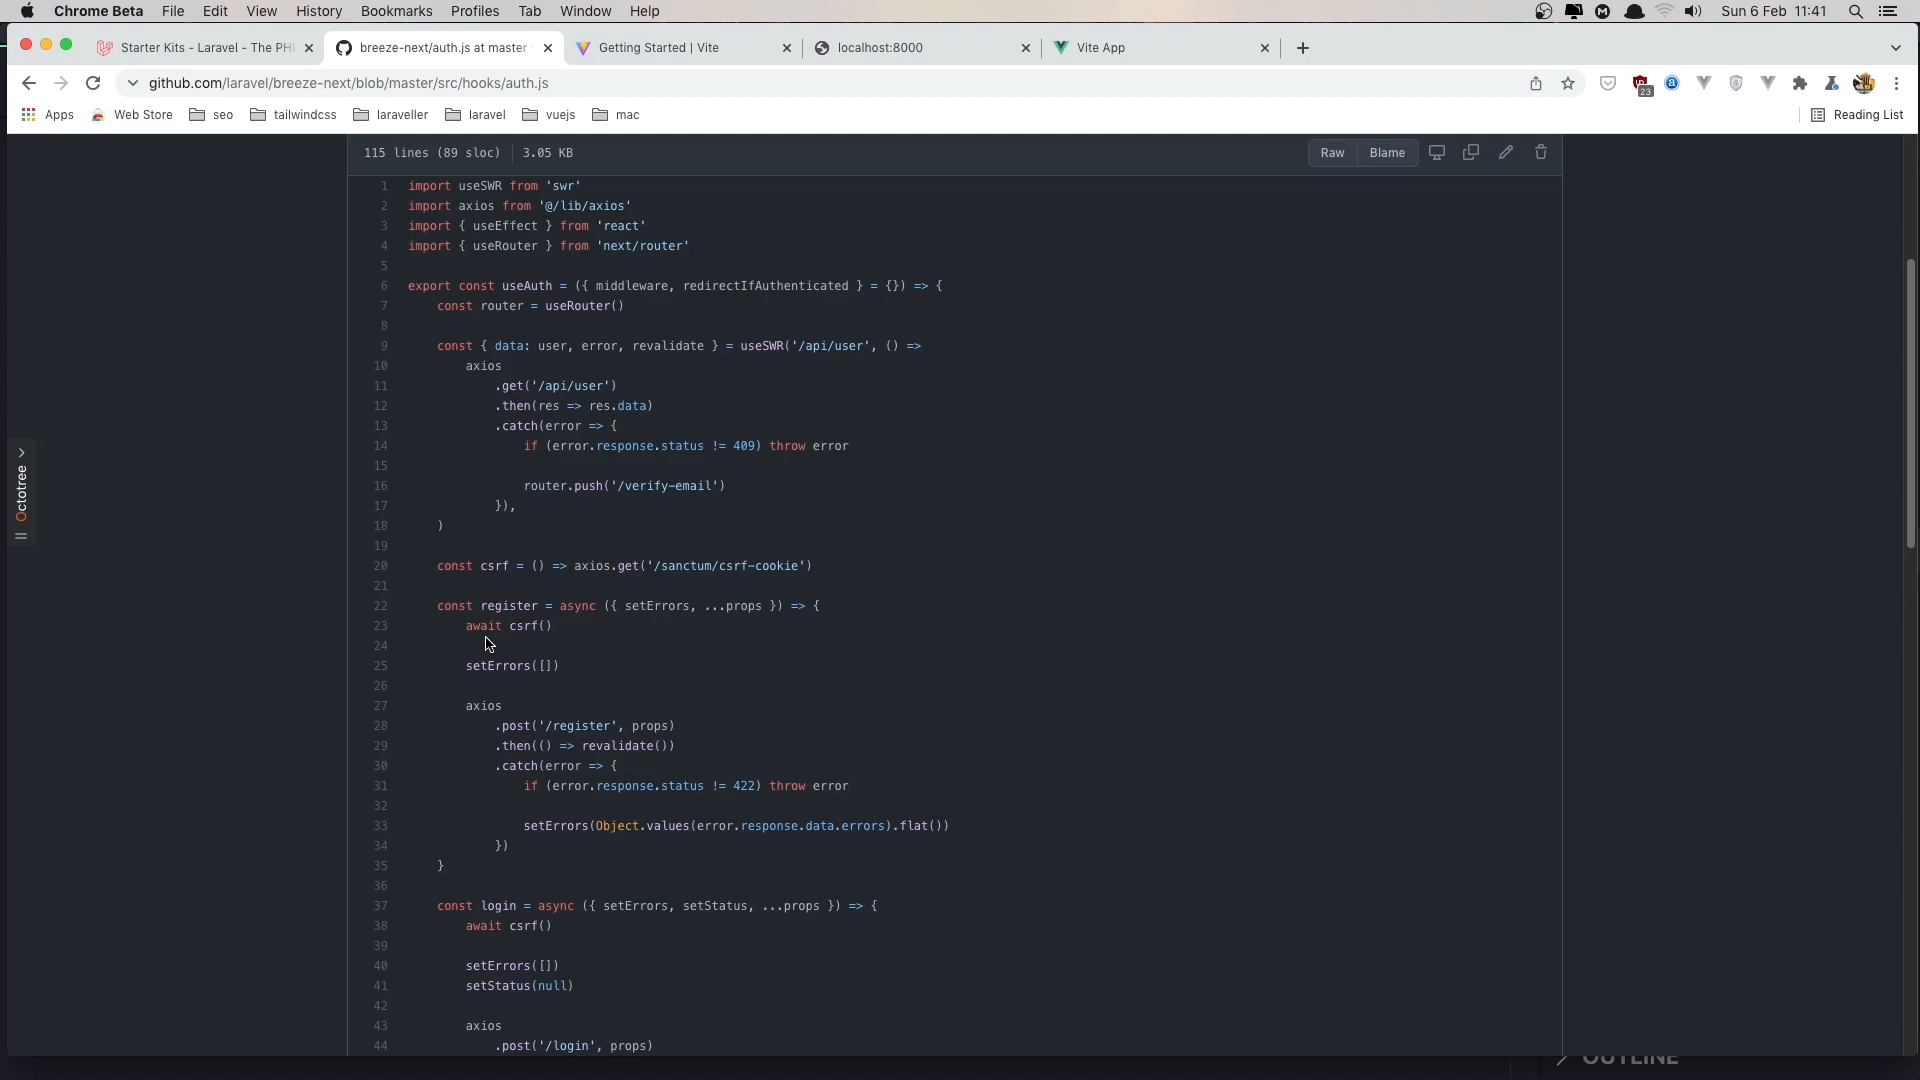 Chrome Beta File Edit View History Bookmarks Profiles Tab Window Help Sun 6 Feb 11:41
Starter Kits - Laravel - The PH breeze-next/auth.js at master Getting Started | Vite localhost:8000 Vite App
github.com/laravel/breeze-next/blob/master/src/hooks/auth.js 23
Apps Web Store seo tailwindcss laraveller laravel vuejs mac Reading List
115 lines (89 sloc) 3.05 KB Raw Blame
1 import useSWR from 'swr'
2 import axios from '@/lib/axios'
3 import { useEffect } from 'react'
4 import { useRouter } from 'next/router'
5
6 export const useAuth = ({ middleware, redirectIfAuthenticated } = {}) => {
7 const router = useRouter()
8
9 const { data: user, error, revalidate } = useSWR('/api/user', () =>
10 axios
11 .get('/api/user')
12 .then(res => res.data)
13 .catch(error => {
14 if (error.response.status != 409) throw error
15
16 router.push('/verify-email')
17 }),
18 )
19
20 const csrf = () => axios.get('/sanctum/csrf-cookie')
21
22 const register = async ({ setErrors, ...props }) => {
23 await csrf()
24
25 setErrors([])
26
27 axios
28 .post('/register', props)
29 .then(() => revalidate())
30 .catch(error => {
31 if (error.response.status != 422) throw error
32
33 setErrors(Object.values(error.response.data.errors).flat())
34 })
35 }
36
37 const login = async ({ setErrors, setStatus, ...props }) => {
38 await csrf()
39
40 setErrors([])
41 setStatus(null)
42
43 axios
44 .post('/login', props)
Octotree
OUTLINE